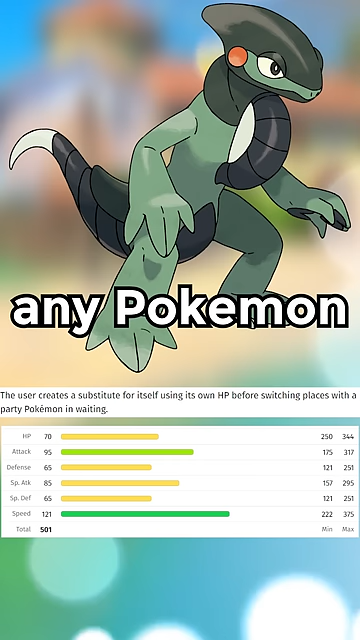 any Pokemon
The user creates a substitute for itself using its own HP before switching places with a
party Pokémon in waiting.
HP 70 250 344
Attack 95 175 317
Defense 65 121 251
Sp. Atk 85 157 295
Sp. Def 65 121 251
Speed 121 222 375
Total 501 Min Max